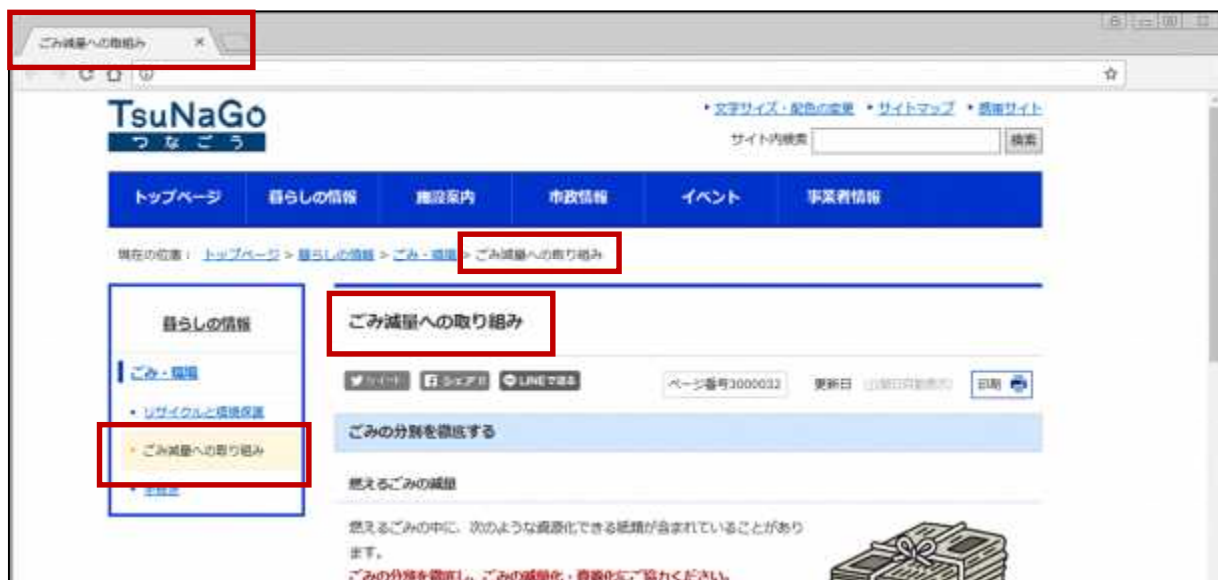 ごみ減量への取組み ×
TsuNaGo
つなごう
・文字サイズ・配色の変更 ・サイトマップ ・携帯サイト
サイト内検索 検索
トップページ 暮らしの情報 施設案内 市政情報 イベント 事業者情報
現在の位置: トップページ > 暮らしの情報 > ごみ・環境 > ごみ減量への取り組み
暮らしの情報
ごみ・環境
・リサイクルと環境保護
・ごみ減量への取り組み
ごみ減量への取り組み
ツイート シェア LINEで送る ページ番号3000032 更新日 印刷
ごみの分別を徹底する
燃えるごみの減量
燃えるごみの中に、次のような資源化できる紙類が含まれていることがあり
ます。
ごみの分別を徹底し、ごみの減量化・資源化にご協力ください。